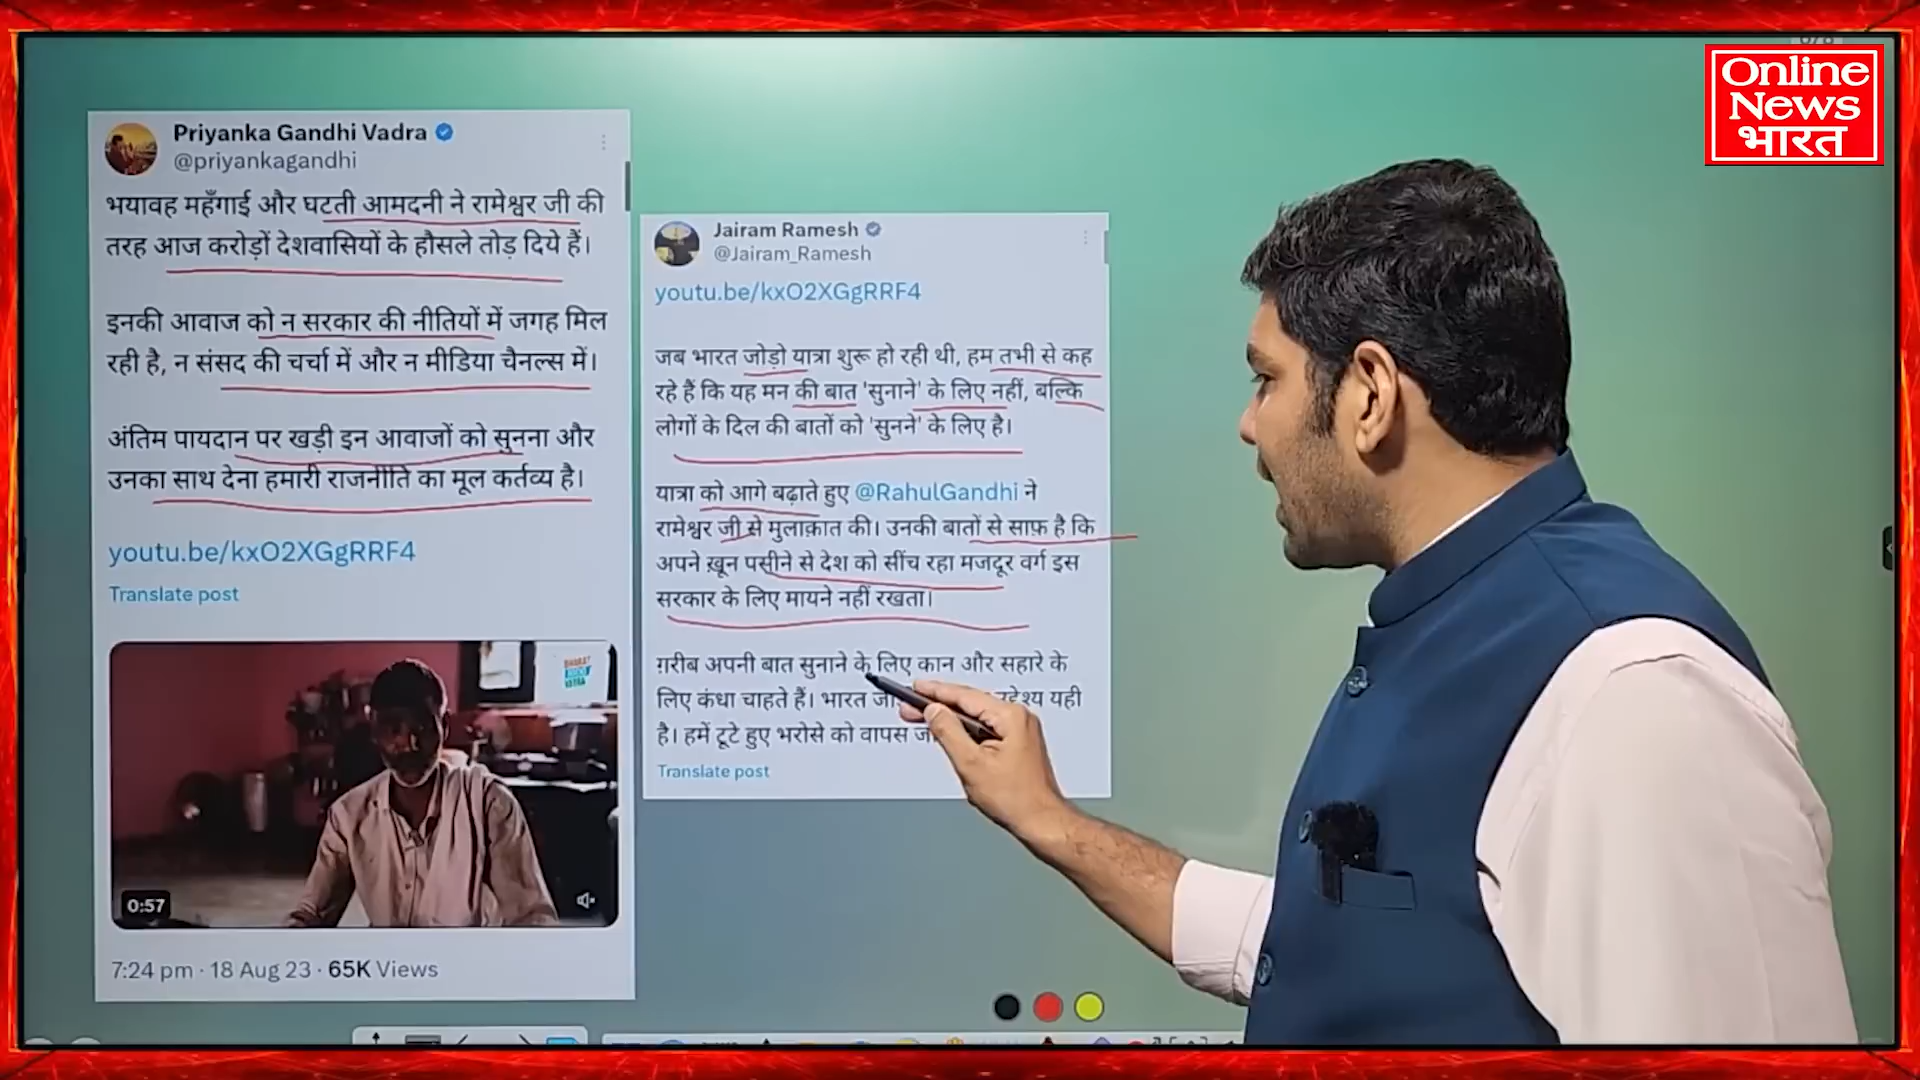 Online
News
भारत
Priyanka Gandhi Vadra
@priyankagandhi
भयावह महँगाई और घटती आमदनी ने रामेश्वर जी की
तरह आज करोड़ों देशवासियों के हौसले तोड़ दिये हैं।
इनकी आवाज को न सरकार की नीतियों में जगह मिल
रही है, न संसद की चर्चा में और न मीडिया चैनल्स में।
अंतिम पायदान पर खड़ी इन आवाजों को सुनना और
उनका साथ देना हमारी राजनीति का मूल कर्तव्य है।
youtu.be/kxO2XGgRRF4
Translate post
BHARAT
JODO
YATRA
0:57
7:24 pm · 18 Aug 23 · 65K Views
Jairam Ramesh
@Jairam_Ramesh
youtu.be/kxO2XGgRRF4
जब भारत जोड़ो यात्रा शुरू हो रही थी, हम तभी से कह
रहे हैं कि यह मन की बात 'सुनाने' के लिए नहीं, बल्कि
लोगों के दिल की बातों को 'सुनने' के लिए है।
यात्रा को आगे बढ़ाते हुए @RahulGandhi ने
रामेश्वर जी से मुलाक़ात की। उनकी बातों से साफ़ है कि
अपने ख़ून पसीने से देश को सींच रहा मजदूर वर्ग इस
सरकार के लिए मायने नहीं रखता।
ग़रीब अपनी बात सुनाने के लिए कान और सहारे के
लिए कंधा चाहते हैं। भारत यही
है। हमें टूटे हुए भरोसे को वापस
Translate post